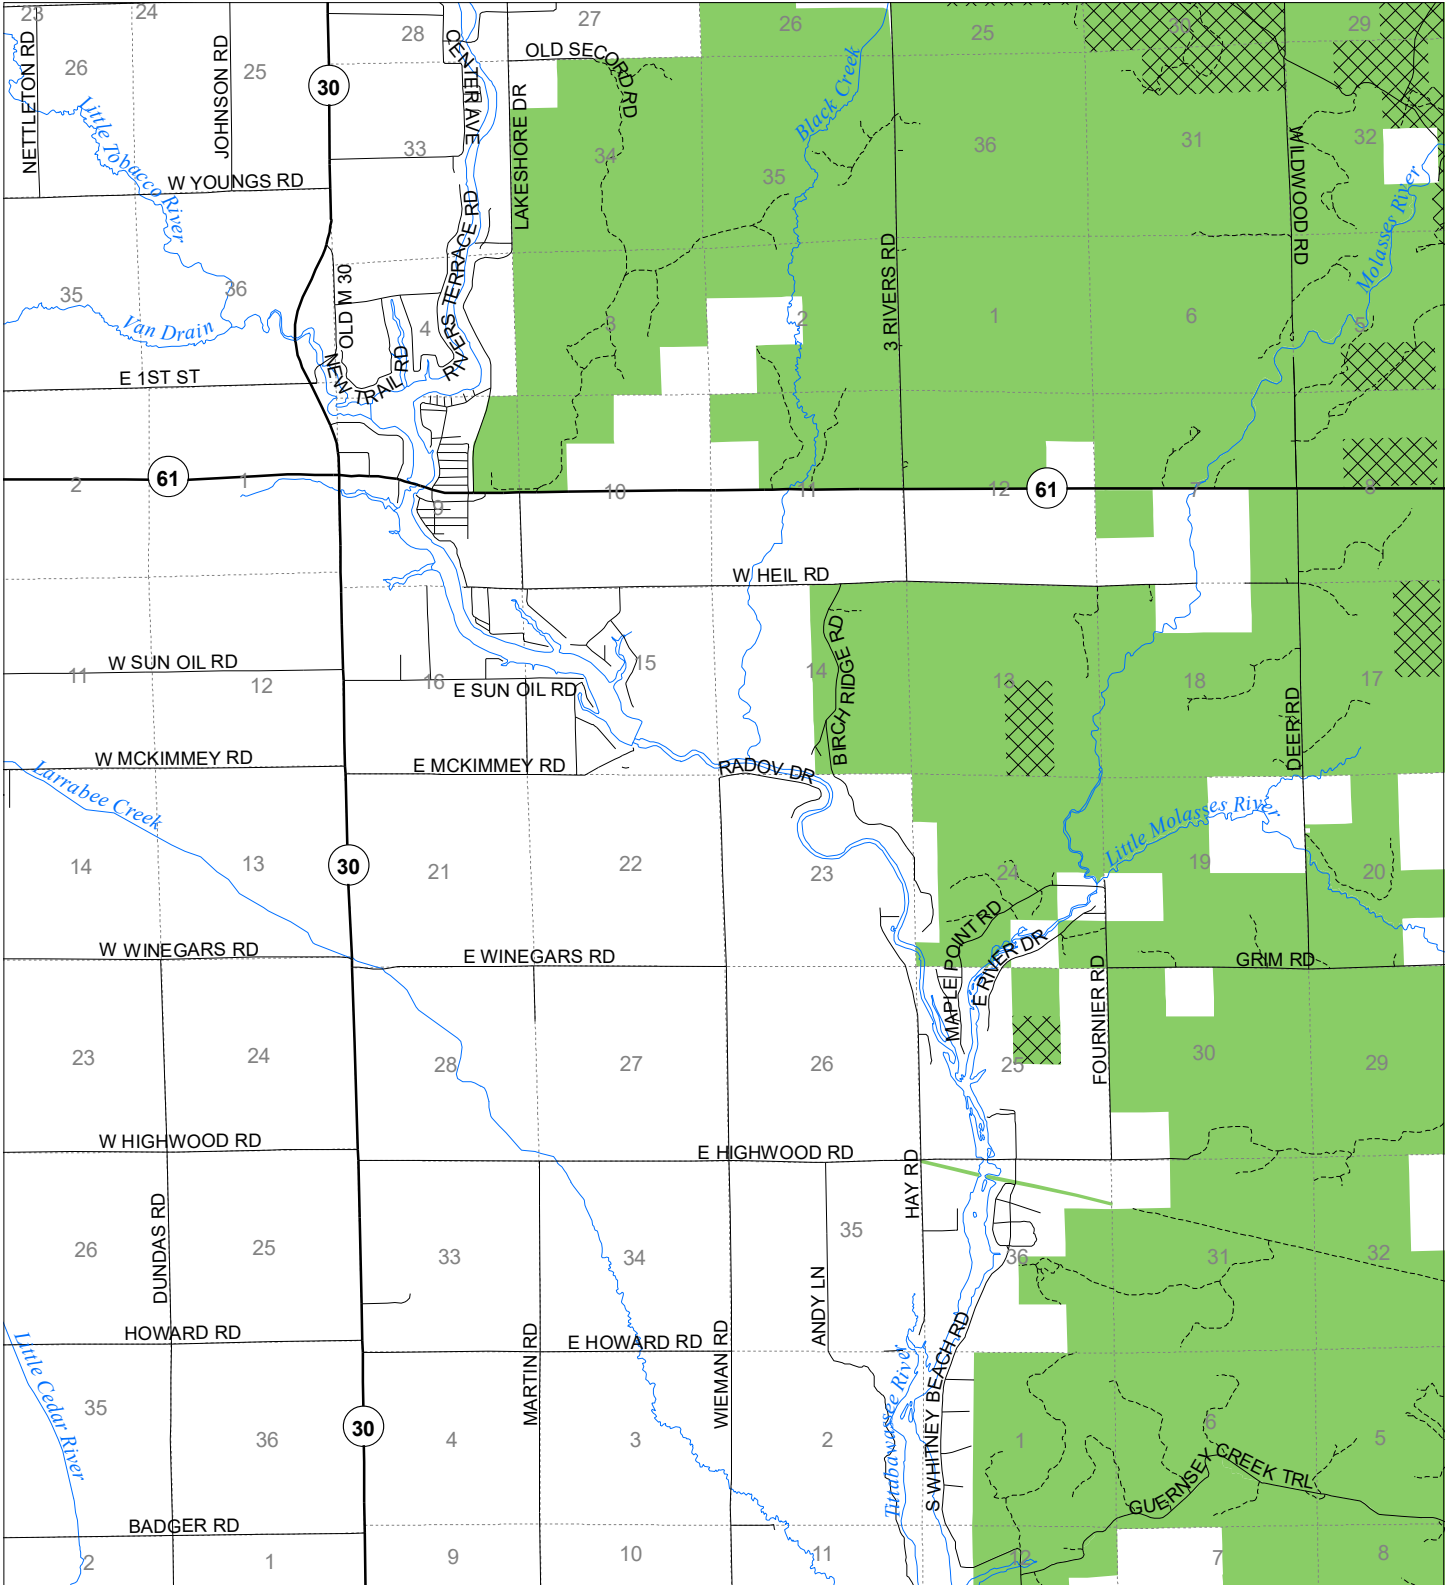 23
24
27
26
25
30
29
28
26
25
NETTLETON RD
JOHNSON RD
30
CENTER AVE
OLD SECORD RD
LAKESHORE DR
Black Creek
Little Tobacco River
33
34
35
36
31
32
WILDWOOD RD
W YOUNGS RD
Molasses River
RIVERS TERRACE RD
3 RIVERS RD
OLD M 30
35
36
Van Drain
4
3
2
1
6
5
NEW TRAIL RD
E 1ST ST
2
61
1
9
10
11
12
61
7
8
W HEIL RD
W SUN OIL RD
11
12
16
E SUN OIL RD
15
14
BIRCH RIDGE RD
13
18
17
DEER RD
W MCKIMMEY RD
E MCKIMMEY RD
RADOV DR
Larrabee Creek
Little Molasses River
14
13
30
21
22
23
24
19
20
MAPLE POINT RD
E RIVER DR
W WINEGARS RD
E WINEGARS RD
GRIM RD
FOURNIER RD
23
24
28
27
26
25
30
29
W HIGHWOOD RD
E HIGHWOOD RD
HAY RD
DUNDAS RD
26
25
33
34
35
36
31
32
ANDY LN
HOWARD RD
E HOWARD RD
MARTIN RD
WIEMAN RD
S WHITNEY BEACH RD
Tittabawassee River
Little Cedar River
35
36
30
4
3
2
1
6
5
GUERNSEY CREEK TRL
BADGER RD
2
1
9
10
11
12
7
8